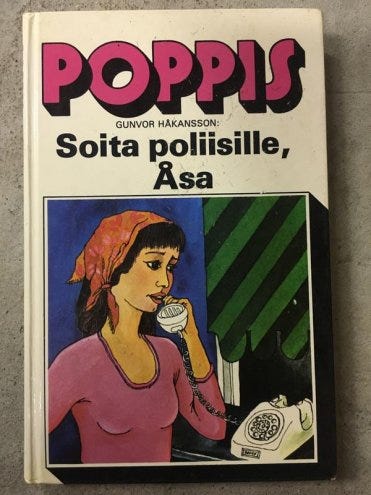 POPPIS
GUNVOR HÅKANSSON:
Soita poliisille,
Åsa